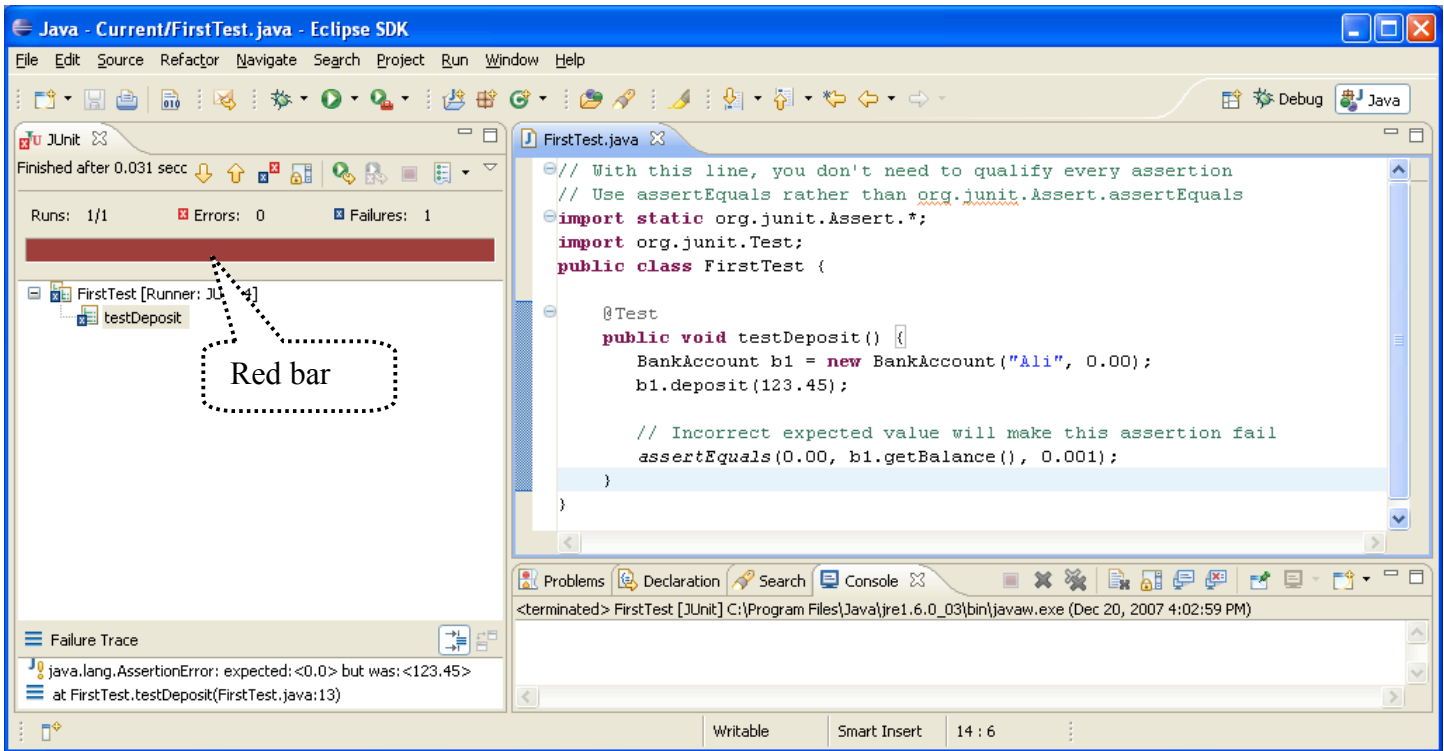 Java - Current/FirstTest.java - Eclipse SDK
File Edit Source Refactor Navigate Search Project Run Window Help
Debug Java
JUnit
Finished after 0.031 secc
Runs: 1/1 Errors: 0 Failures: 1
FirstTest [Runner: JU 4]
testDeposit
Red bar
Failure Trace
java.lang.AssertionError: expected:<0.0> but was:<123.45>
at FirstTest.testDeposit(FirstTest.java:13)
FirstTest.java
// With this line, you don't need to qualify every assertion
// Use assertEquals rather than org.junit.Assert.assertEquals
import static org.junit.Assert.*;
import org.junit.Test;
public class FirstTest {
@Test
public void testDeposit() {
BankAccount b1 = new BankAccount("Ali", 0.00);
b1.deposit(123.45);
// Incorrect expected value will make this assertion fail
assertEquals(0.00, b1.getBalance(), 0.001);
}
}
Problems Declaration Search Console
<terminated> FirstTest [JUnit] C:\Program Files\Java\jre1.6.0_03\bin\javaw.exe (Dec 20, 2007 4:02:59 PM)
Writable Smart Insert 14 : 6